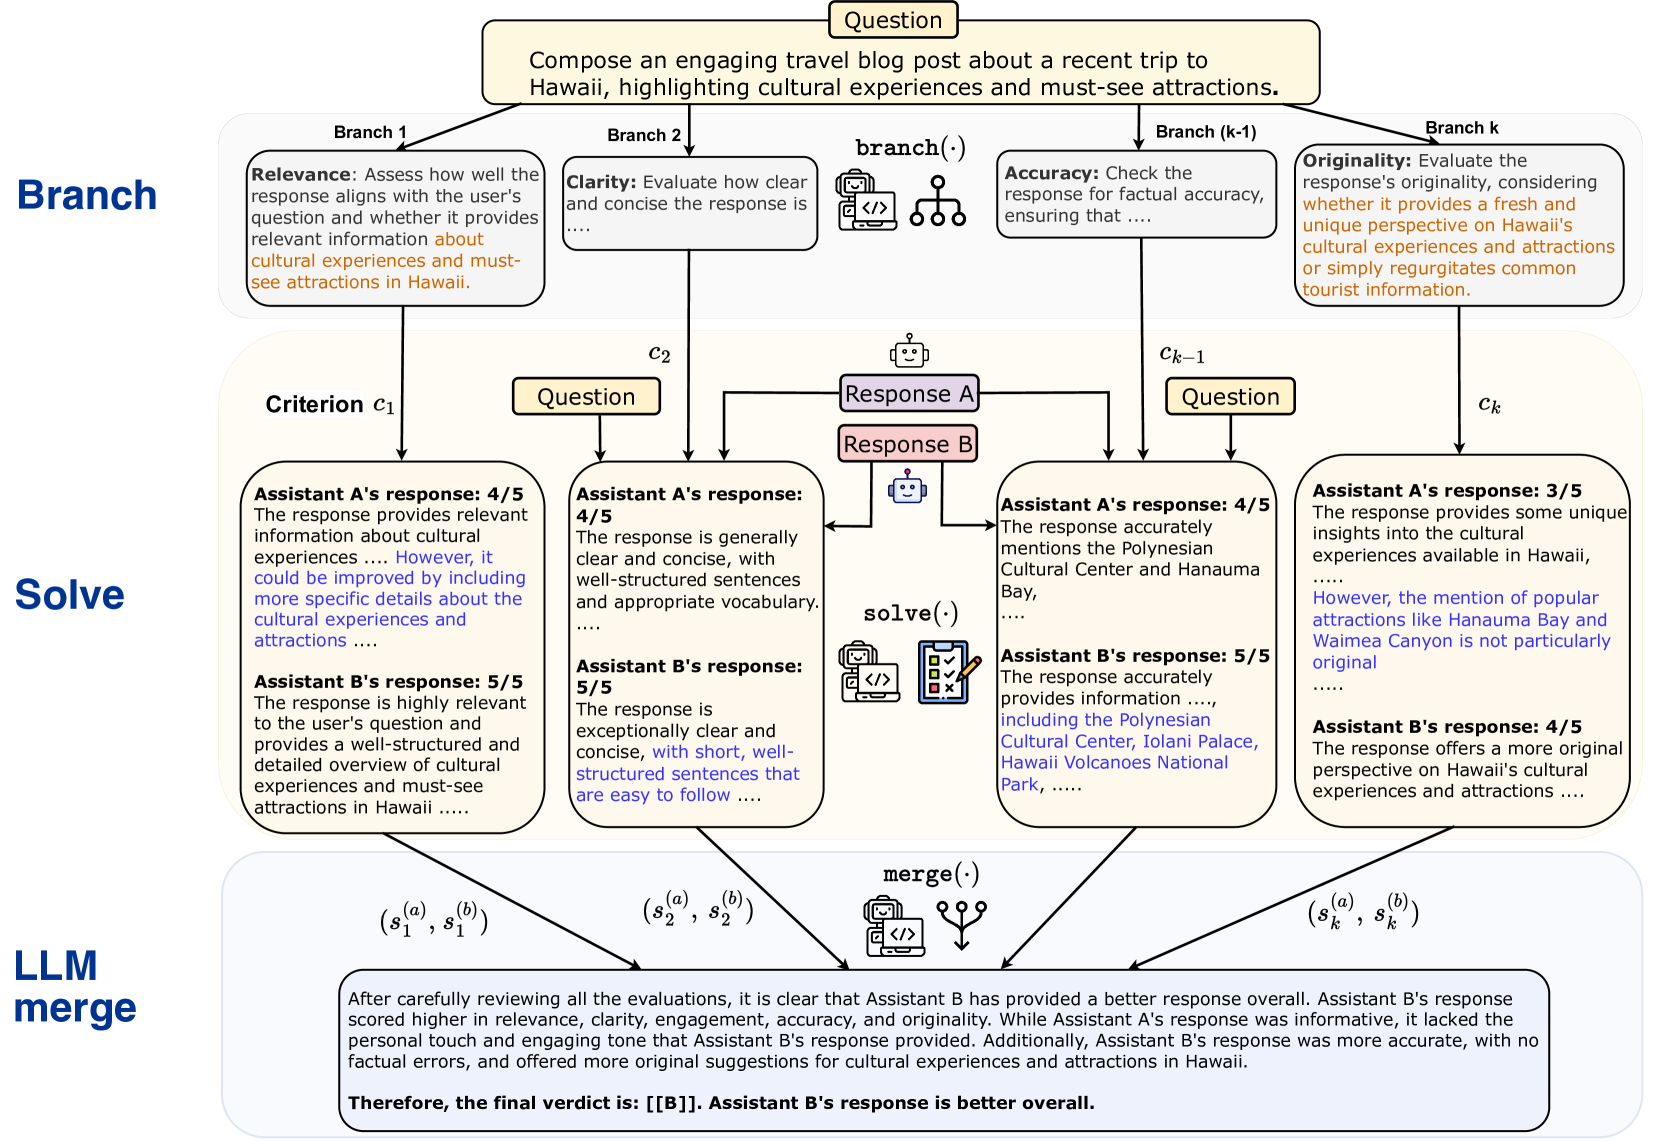 Question
Compose an engaging travel blog post about a recent trip to
Hawaii, highlighting cultural experiences and must-see attractions.
Branch
Branch 1
Branch 2
branch(·)
Branch (k-1)
Branch k
Relevance: Assess how well the
response aligns with the user's
question and whether it provides
relevant information about
cultural experiences and must-
see attractions in Hawaii.
Clarity: Evaluate how clear
and concise the response is
....
Accuracy: Check the
response for factual accuracy,
ensuring that ....
Originality: Evaluate the
response's originality, considering
whether it provides a fresh and
unique perspective on Hawaii's
cultural experiences and attractions
or simply regurgitates common
tourist information.
Solve
Criterion c₁
c₂
cₖ₋₁
cₖ
Question
Response A
Response B
Question
solve(·)
Assistant A's response: 4/5
The response provides relevant
information about cultural
experiences .... However, it
could be improved by including
more specific details about the
cultural experiences and
attractions ....
Assistant B's response: 5/5
The response is highly relevant
to the user's question and
provides a well-structured and
detailed overview of cultural
experiences and must-see
attractions in Hawaii .....
Assistant A's response:
4/5
The response is generally
clear and concise, with
well-structured sentences
and appropriate vocabulary.
....
Assistant B's response:
5/5
The response is
exceptionally clear and
concise, with short, well-
structured sentences that
are easy to follow ....
Assistant A's response: 4/5
The response accurately
mentions the Polynesian
Cultural Center and Hanauma
Bay,
....
Assistant B's response: 5/5
The response accurately
provides information ....,
including the Polynesian
Cultural Center, Iolani Palace,
Hawaii Volcanoes National
Park, .....
Assistant A's response: 3/5
The response provides some unique
insights into the cultural
experiences available in Hawaii,
.....
However, the mention of popular
attractions like Hanauma Bay and
Waimea Canyon is not particularly
original
.....
Assistant B's response: 4/5
The response offers a more original
perspective on Hawaii's cultural
experiences and attractions ....
LLM
merge
merge(·)
(s₁⁽ᵃ⁾, s₁⁽ᵇ⁾)
(s₂⁽ᵃ⁾, s₂⁽ᵇ⁾)
(sₖ⁽ᵃ⁾, sₖ⁽ᵇ⁾)
After carefully reviewing all the evaluations, it is clear that Assistant B has provided a better response overall. Assistant B's response
scored higher in relevance, clarity, engagement, accuracy, and originality. While Assistant A's response was informative, it lacked the
personal touch and engaging tone that Assistant B's response provided. Additionally, Assistant B's response was more accurate, with no
factual errors, and offered more original suggestions for cultural experiences and attractions in Hawaii.
Therefore, the final verdict is: [[B]]. Assistant B's response is better overall.